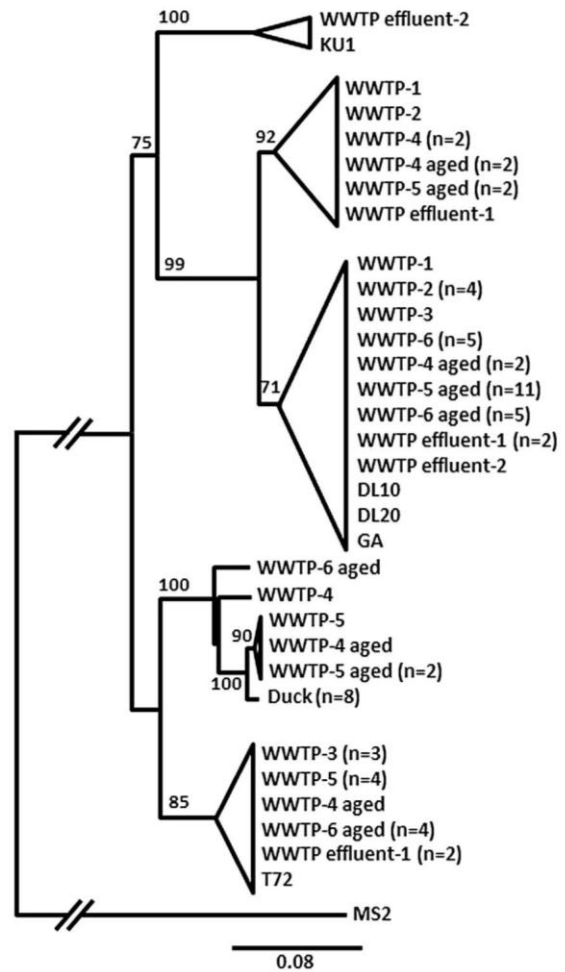 100
WWTP effluent-2
KU1
75
92
WWTP-1
WWTP-2
WWTP-4 (n=2)
WWTP-4 aged (n=2)
WWTP-5 aged (n=2)
WWTP effluent-1
99
WWTP-1
WWTP-2 (n=4)
WWTP-3
WWTP-6 (n=5)
WWTP-4 aged (n=2)
71
WWTP-5 aged (n=11)
WWTP-6 aged (n=5)
WWTP effluent-1 (n=2)
WWTP effluent-2
DL10
DL20
GA
WWTP-6 aged
100
WWTP-4
WWTP-5
90
WWTP-4 aged
WWTP-5 aged (n=2)
100
Duck (n=8)
WWTP-3 (n=3)
WWTP-5 (n=4)
85
WWTP-4 aged
WWTP-6 aged (n=4)
WWTP effluent-1 (n=2)
T72
MS2
0.08